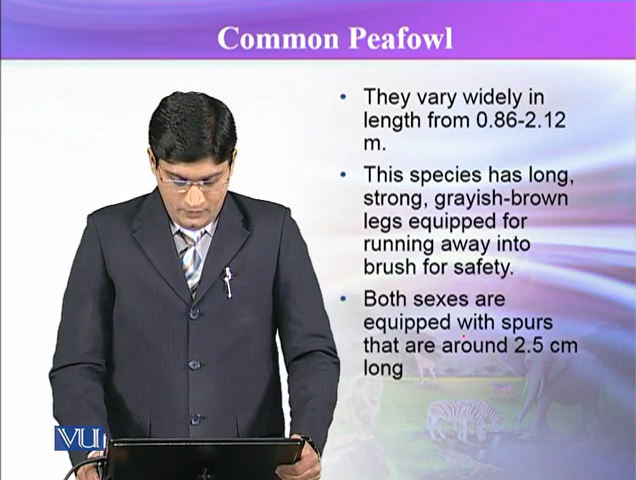 Common Peafowl
• They vary widely in
length from 0.86-2.12
m.
• This species has long,
strong, grayish-brown
legs equipped for
running away into
brush for safety.
• Both sexes are
equipped with spurs
that are around 2.5 cm
long
VU